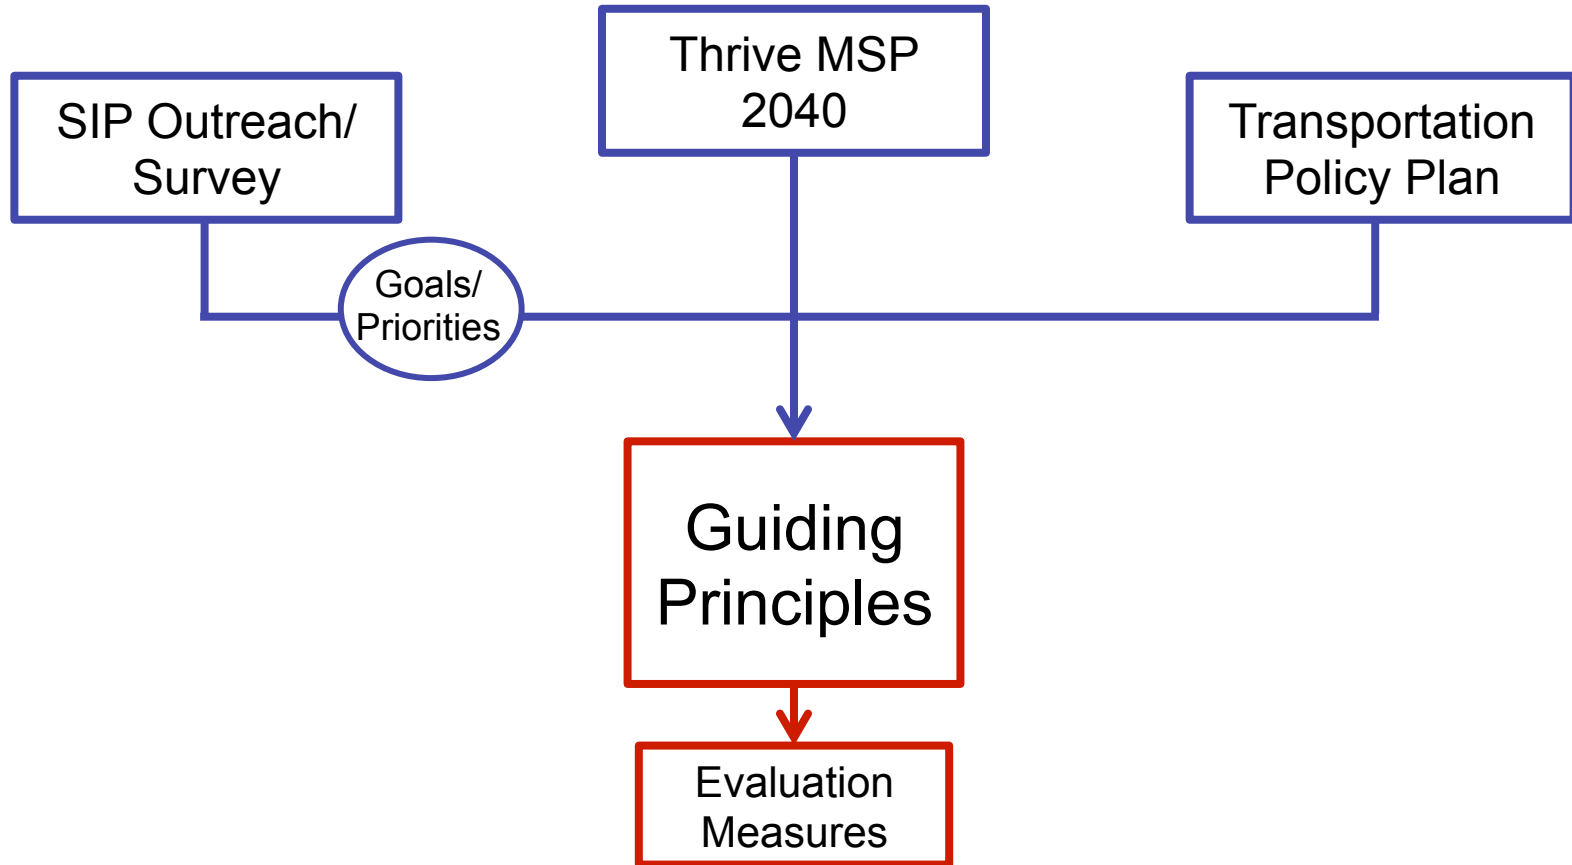 Thrive MSP
2040
SIP Outreach/
Survey
Transportation
Policy Plan
Goals/
Priorities
Guiding
Principles
Evaluation
Measures